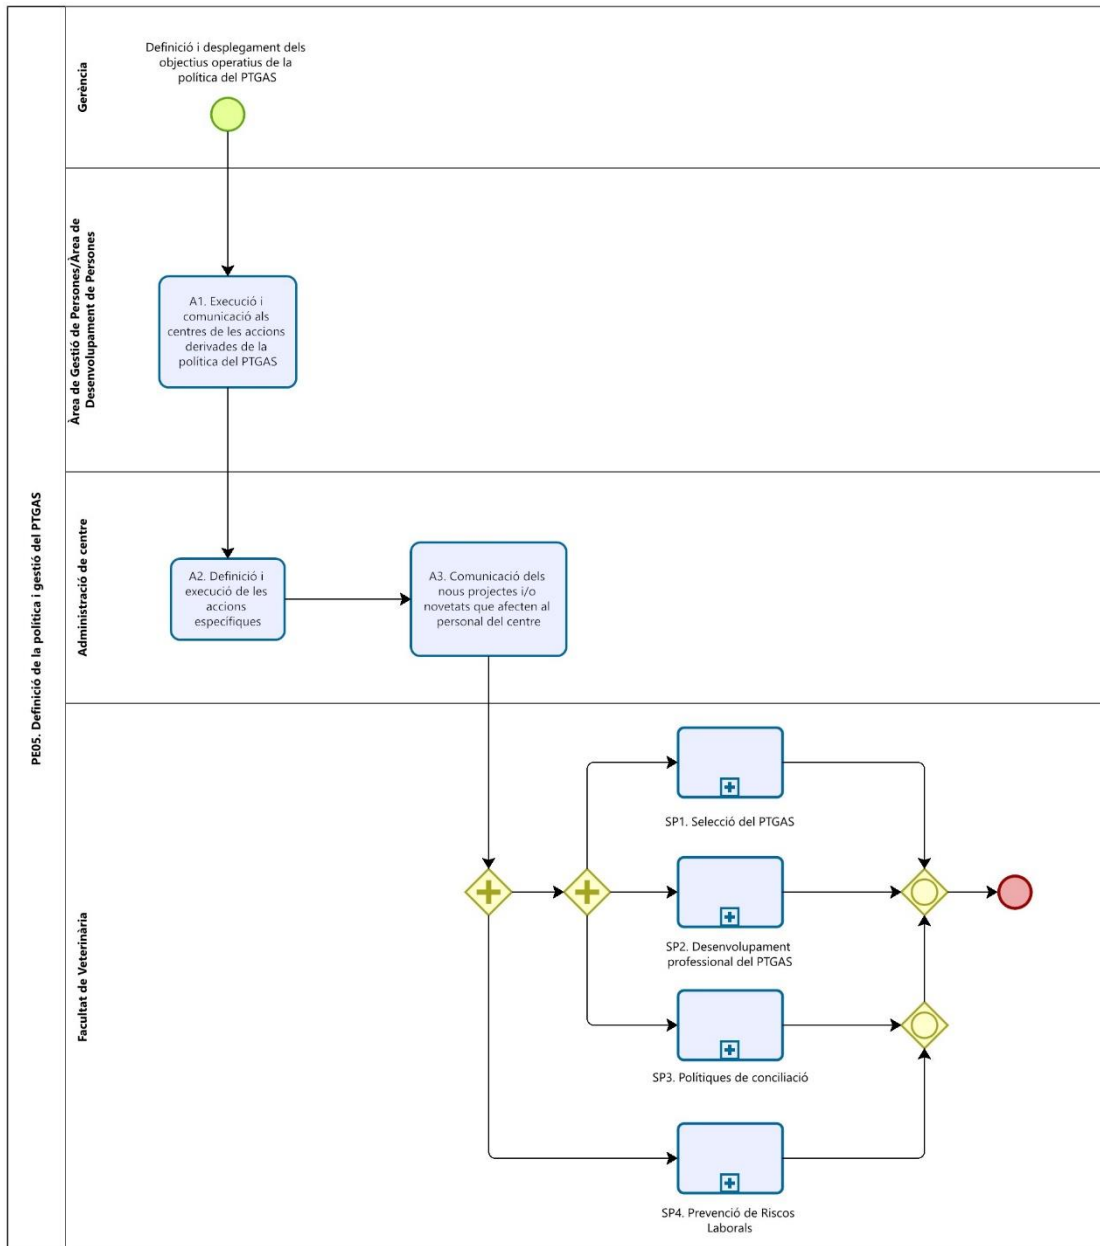 PE05. Definició de la política i gestió del PTGAS
Gerència
Definició i desplegament dels
objectius operatius de la
política del PTGAS
Àrea de Gestió de Persones/Àrea de
Desenvolupament de Persones
A1. Execució i
comunicació als
centres de les accions
derivades de la
política del PTGAS
Administració de centre
A2. Definició i
execució de les
accions
específiques
A3. Comunicació dels
nous projectes i/o
novetats que afecten al
personal del centre
Facultat de Veterinària
SP1. Selecció del PTGAS
SP2. Desenvolupament
professional del PTGAS
SP3. Polítiques de conciliació
SP4. Prevenció de Riscos
Laborals